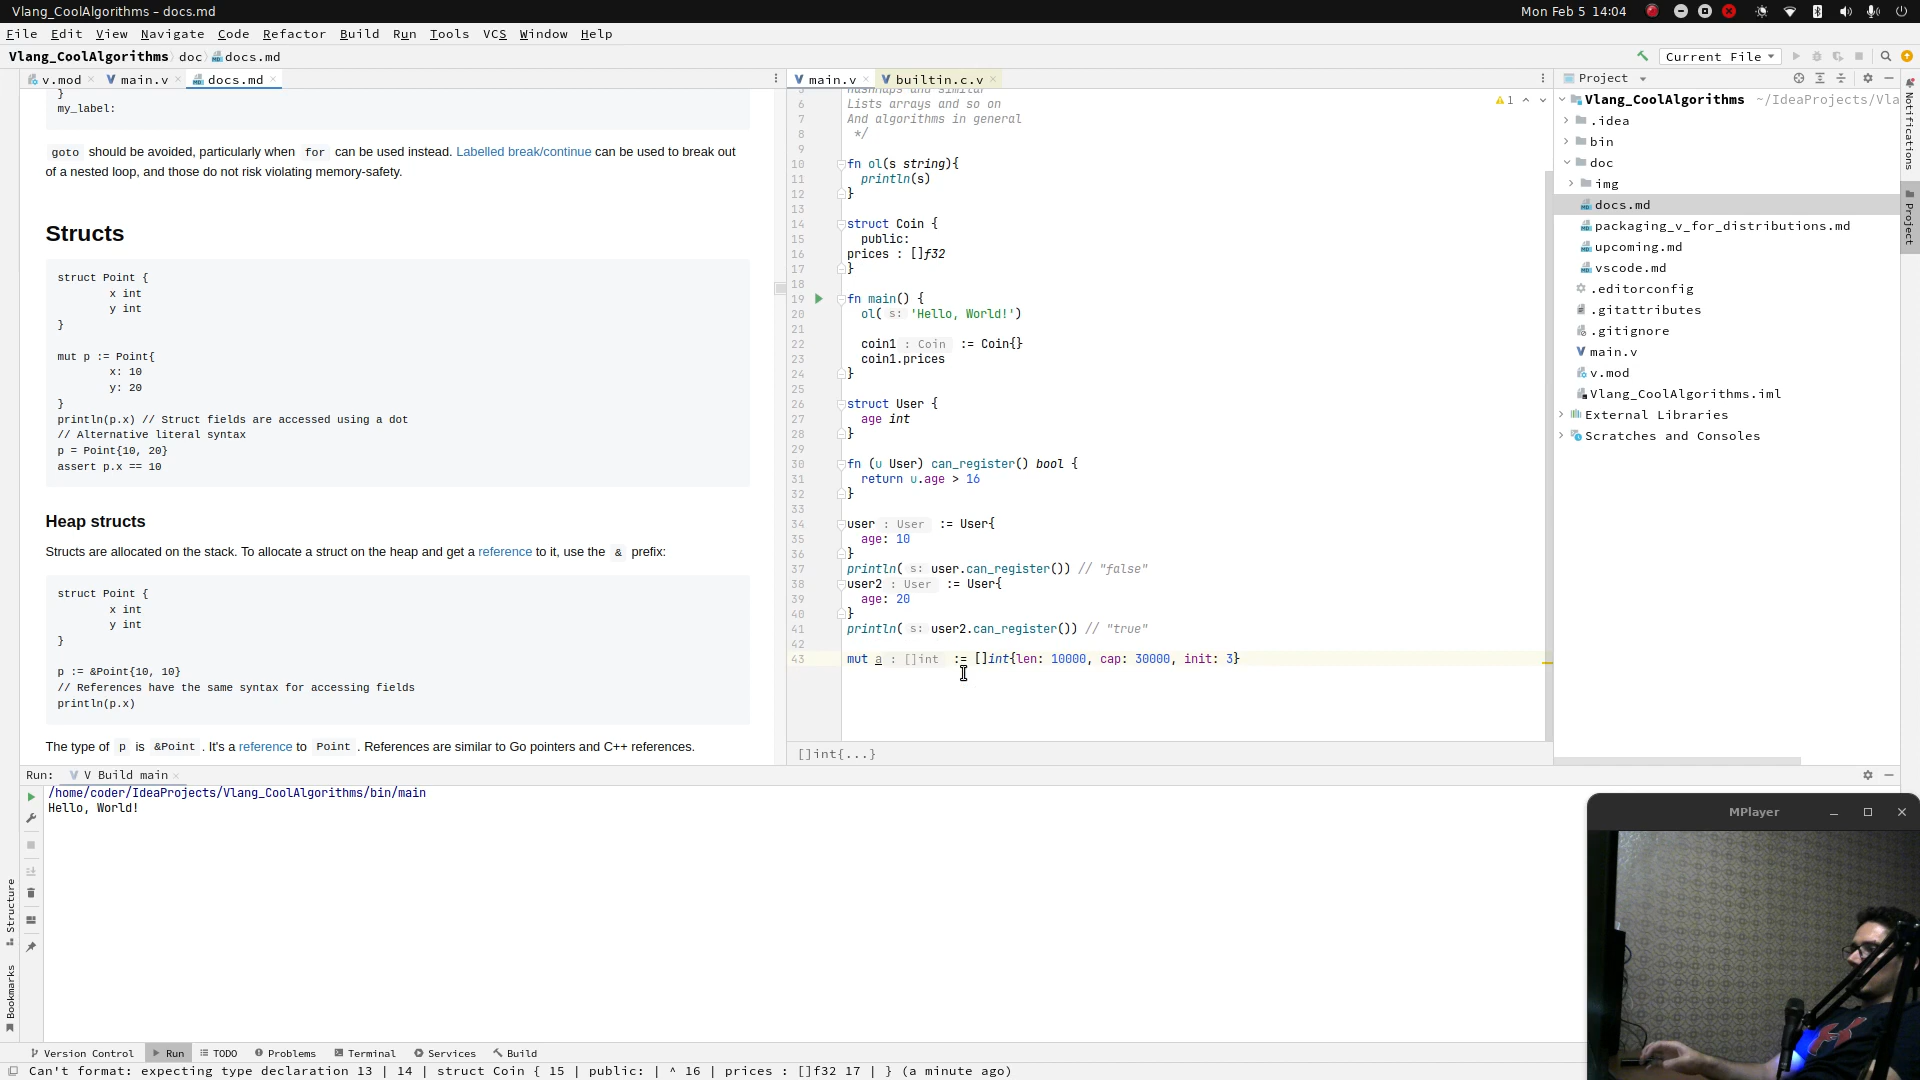 Vlang_CoolAlgorithms – docs.md
Mon Feb 5 14:04
File Edit View Navigate Code Refactor Build Run Tools VCS Window Help
Vlang_CoolAlgorithms doc docs.md
Current File
v.mod main.v docs.md
}
my_label:
goto should be avoided, particularly when for can be used instead. Labelled break/continue can be used to break out
of a nested loop, and those do not risk violating memory-safety.
Structs
struct Point {
x int
y int
}
mut p := Point{
x: 10
y: 20
}
println(p.x) // Struct fields are accessed using a dot
// Alternative literal syntax
p = Point{10, 20}
assert p.x == 10
Heap structs
Structs are allocated on the stack. To allocate a struct on the heap and get a reference to it, use the & prefix:
struct Point {
x int
y int
}
p := &Point{10, 10}
// References have the same syntax for accessing fields
println(p.x)
The type of p is &Point . It's a reference to Point . References are similar to Go pointers and C++ references.
main.v builtin.c.v
1
5 Hashmaps and similar
6 Lists arrays and so on
7 And algorithms in general
8 */
9
10 fn ol(s string){
11 println(s)
12 }
13
14 struct Coin {
15 public:
16 prices : []f32
17 }
18
19 fn main() {
20 ol( s: 'Hello, World!')
21
22 coin1 : Coin := Coin{}
23 coin1.prices
24 }
25
26 struct User {
27 age int
28 }
29
30 fn (u User) can_register() bool {
31 return u.age > 16
32 }
33
34 user : User := User{
35 age: 10
36 }
37 println( s: user.can_register()) // "false"
38 user2 : User := User{
39 age: 20
40 }
41 println( s: user2.can_register()) // "true"
42
43 mut a : []int := []int{len: 10000, cap: 30000, init: 3}
[]int{...}
Project
Vlang_CoolAlgorithms ~/IdeaProjects/Vla
.idea
bin
doc
img
docs.md
packaging_v_for_distributions.md
upcoming.md
vscode.md
.editorconfig
.gitattributes
.gitignore
main.v
v.mod
Vlang_CoolAlgorithms.iml
External Libraries
Scratches and Consoles
Notifications
Project
Run: V Build main
/home/coder/IdeaProjects/Vlang_CoolAlgorithms/bin/main
Hello, World!
Structure
Bookmarks
MPlayer
Version Control Run TODO Problems Terminal Services Build
Can't format: expecting type declaration 13 | 14 | struct Coin { 15 | public: | ^ 16 | prices : []f32 17 | } (a minute ago)